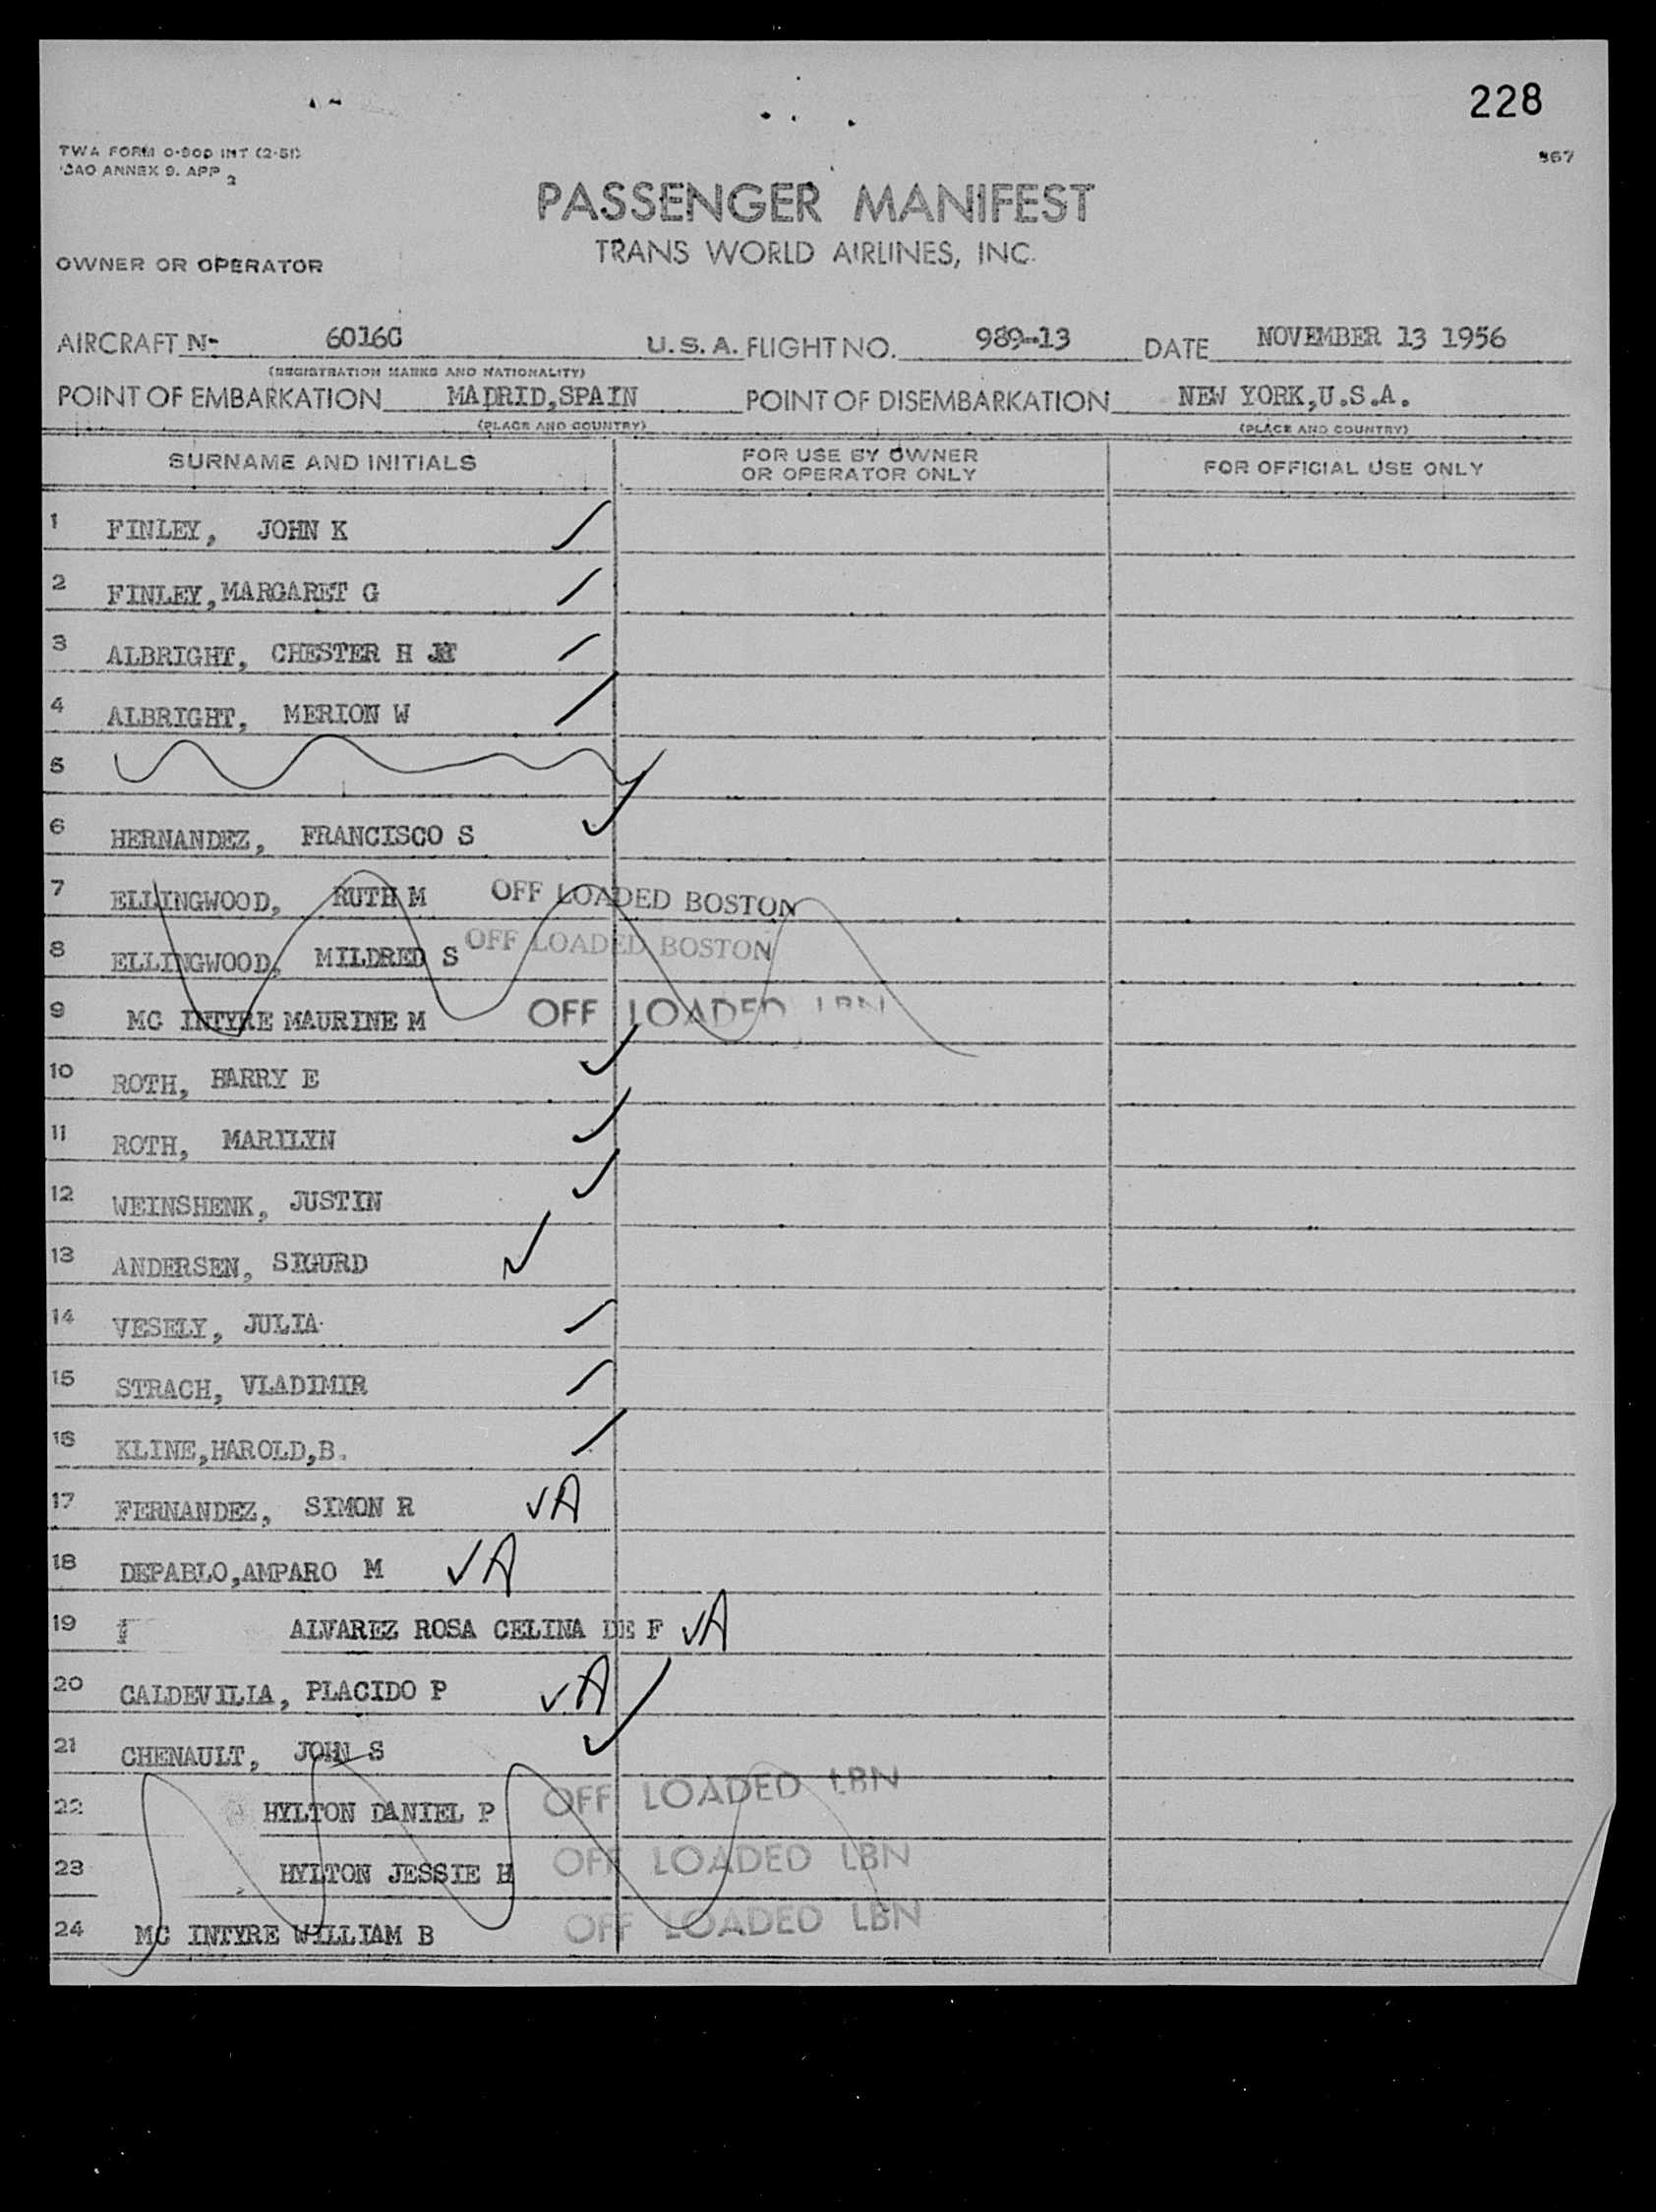 228
TWA FORM 0-900 INT (2-51)
ICAO ANNEX 9. APP 3
967
PASSENGER MANIFEST
TRANS WORLD AIRLINES, INC.
OWNER OR OPERATOR
AIRCRAFT N- 6016C U.S.A. FLIGHT NO. 989-13 DATE NOVEMBER 13 1956
(REGISTRATION MARKS AND NATIONALITY)
POINT OF EMBARKATION MADRID,SPAIN POINT OF DISEMBARKATION NEW YORK,U.S.A.
(PLACE AND COUNTRY) (PLACE AND COUNTRY)
SURNAME AND INITIALS FOR USE BY OWNER OR OPERATOR ONLY FOR OFFICIAL USE ONLY
1 FINLEY, JOHN K
2 FINLEY,MARGARET G
3 ALBRIGHT, CHESTER H
4 ALBRIGHT, MERION W
5
6 HERNANDEZ, FRANCISCO S
7 ELLINGWOOD, RUTH M OFF LOADED BOSTON
8 ELLINGWOOD, MILDRED S OFF LOADED BOSTON
9 MC INTYRE MAURINE M OFF LOADED LBN
10 ROTH, HARRY E
11 ROTH, MARILYN
12 WEINSHENK, JUSTIN
13 ANDERSEN, SIGURD
14 VESELY, JULIA
15 STRACH, VLADIMIR
16 KLINE,HAROLD,B.
17 FERNANDEZ, SIMON R ✓A
18 DEPABLO,AMPARO M ✓A
19 ALVAREZ ROSA CELINA DE F ✓A
20 CALDEVILIA, PLACIDO P ✓A
21 CHENAULT, JOHN S
22 HYLTON DANIEL P OFF LOADED LBN
23 HYLTON JESSIE H OFF LOADED LBN
24 MC INTYRE WILLIAM B OFF LOADED LBN